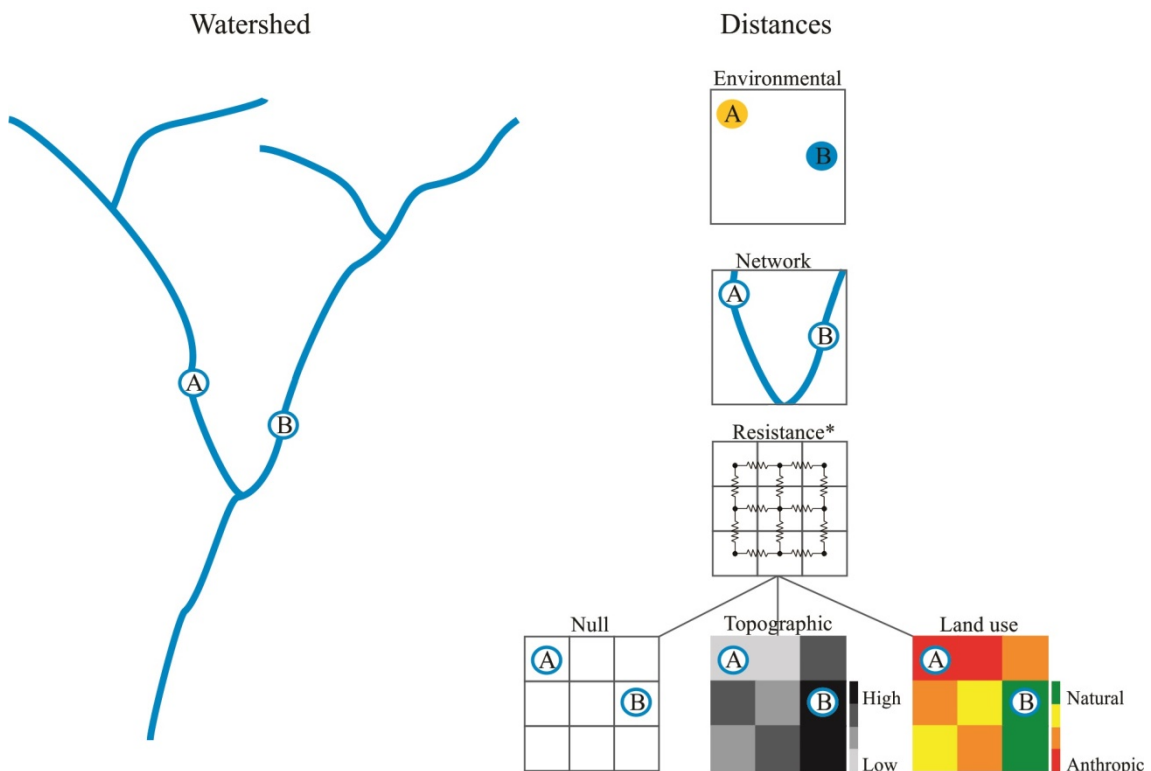 Watershed
Distances
Environmental
A
B
Network
A
B
A
B
Resistance*
Null
Topographic
Land use
A
A
A
B
B
High
B
Natural
Low
Anthropic